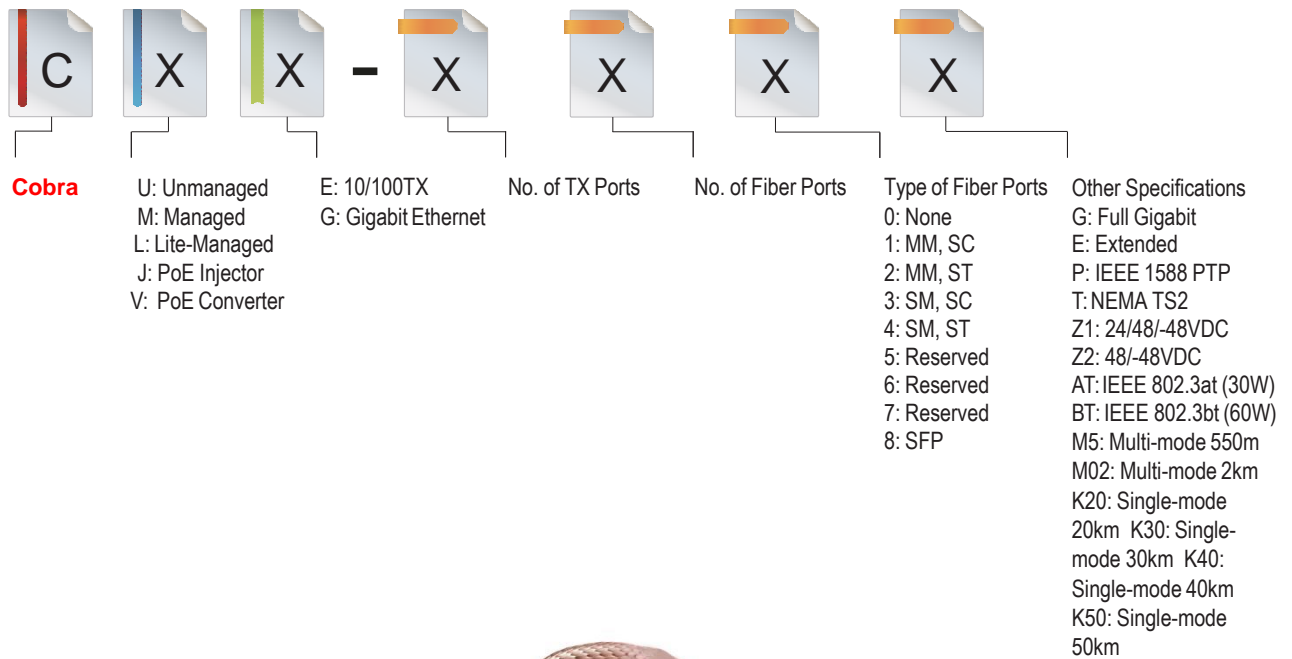 C X X - X X X X
Cobra
U: Unmanaged
M: Managed
L: Lite-Managed
J: PoE Injector
V: PoE Converter
E: 10/100TX
G: Gigabit Ethernet
No. of TX Ports
No. of Fiber Ports
Type of Fiber Ports
0: None
1: MM, SC
2: MM, ST
3: SM, SC
4: SM, ST
5: Reserved
6: Reserved
7: Reserved
8: SFP
Other Specifications
G: Full Gigabit
E: Extended
P: IEEE 1588 PTP
T: NEMA TS2
Z1: 24/48/-48VDC
Z2: 48/-48VDC
AT: IEEE 802.3at (30W)
BT: IEEE 802.3bt (60W)
M5: Multi-mode 550m
M02: Multi-mode 2km
K20: Single-mode
20km K30: Single-
mode 30km K40:
Single-mode 40km
K50: Single-mode
50km